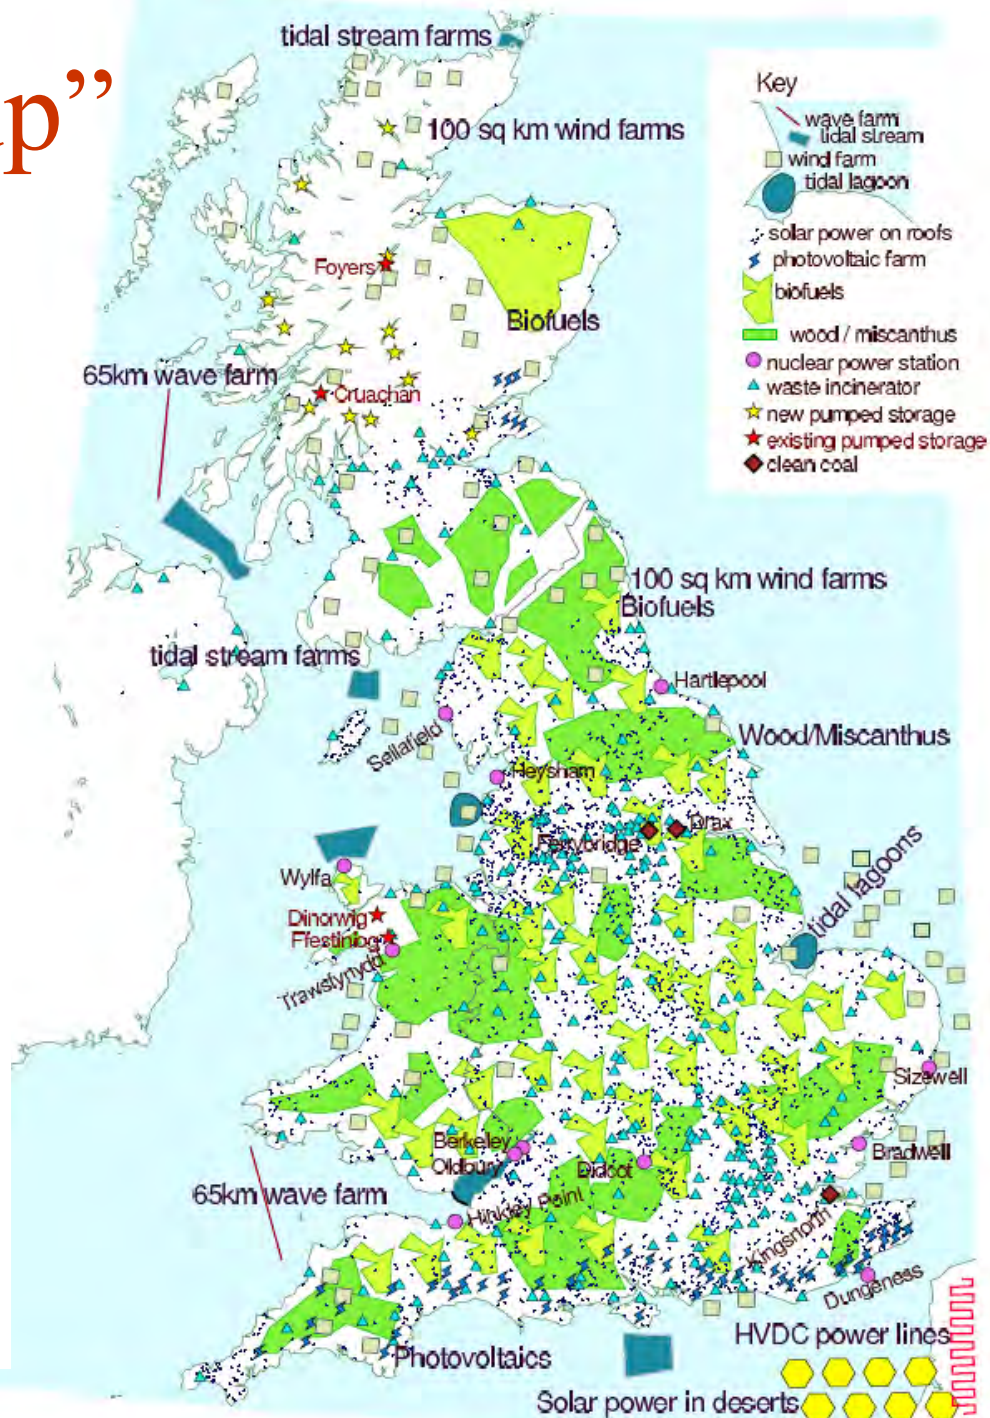 p”
tidal stream farms
100 sq km wind farms
Key
wave farm
tidal stream
wind farm
tidal lagoon
solar power on roofs
photovoltaic farm
biofuels
wood / miscanthus
nuclear power station
waste incinerator
new pumped storage
existing pumped storage
clean coal
Foyers
Biofuels
65km wave farm
Cruachan
100 sq km wind farms
Biofuels
tidal stream farms
Hartlepool
Sellafield
Wood/Miscanthus
Heysham
Drax
Ferrybridge
tidal lagoons
Wylfa
Dinorwig
Ffestiniog
Trawsfynydd
Sizewell
Berkelley
Oldbury
Didcot
Bradwell
65km wave farm
Hinkley Point
Kingsnorth
Dungeness
HVDC power lines
Photovoltaics
Solar power in deserts